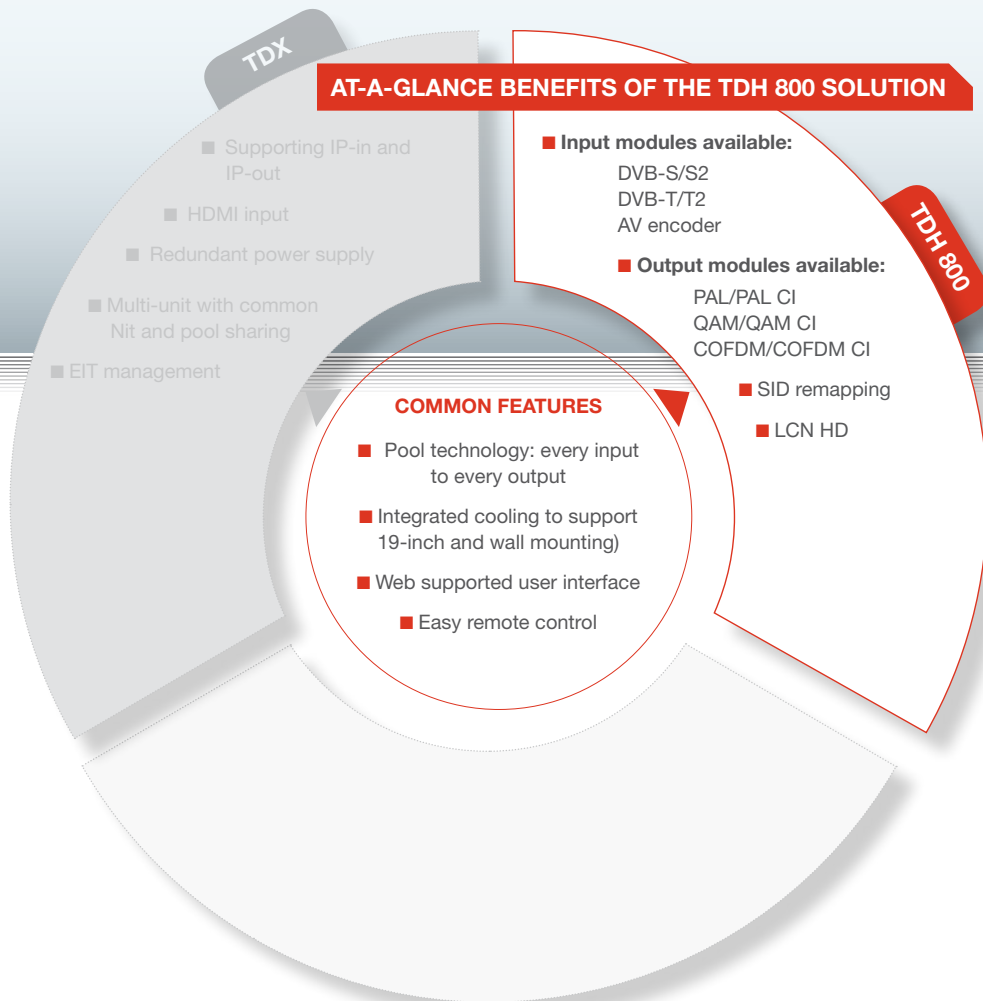 TDX
AT-A-GLANCE BENEFITS OF THE TDH 800 SOLUTION
■ Supporting IP-in and
IP-out
■ HDMI input
■ Redundant power supply
■ Multi-unit with common
Nit and pool sharing
■ EIT management
■ Input modules available:
DVB-S/S2
DVB-T/T2
AV encoder
■ Output modules available:
PAL/PAL CI
QAM/QAM CI
COFDM/COFDM CI
■ SID remapping
■ LCN HD
TDH 800
COMMON FEATURES
■ Pool technology: every input
to every output
■ Integrated cooling to support
19-inch and wall mounting)
■ Web supported user interface
■ Easy remote control